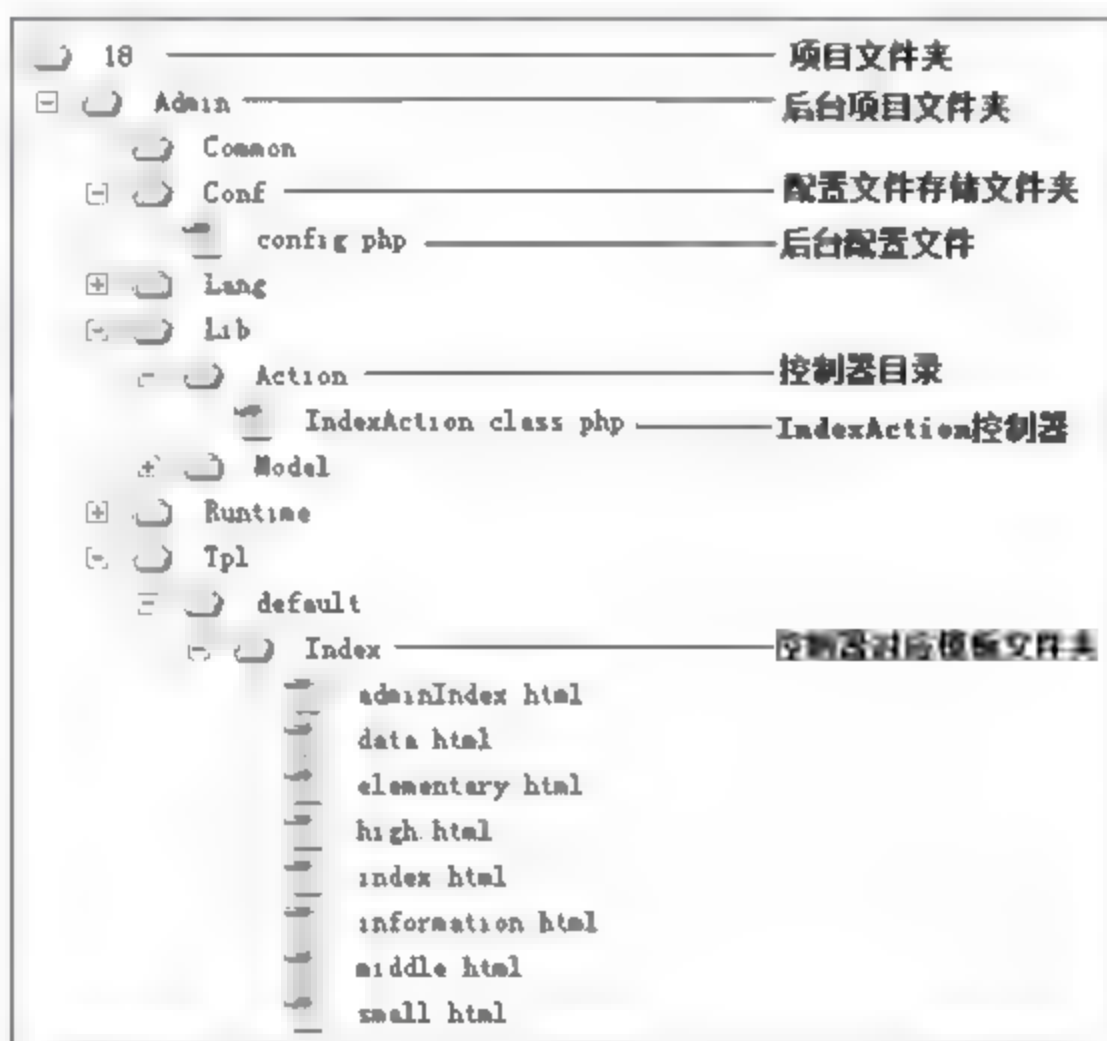 18 项目文件夹
Admin 后台项目文件夹
Common
Conf 配置文件存储文件夹
config php 后台配置文件
Lang
Lib
Action 控制器目录
IndexAction class php IndexAction控制器
Model
Runtime
Tpl
default
Index 控制器对应模板文件夹
adminIndex html
data html
elementary html
high html
index html
information html
middle html
small html